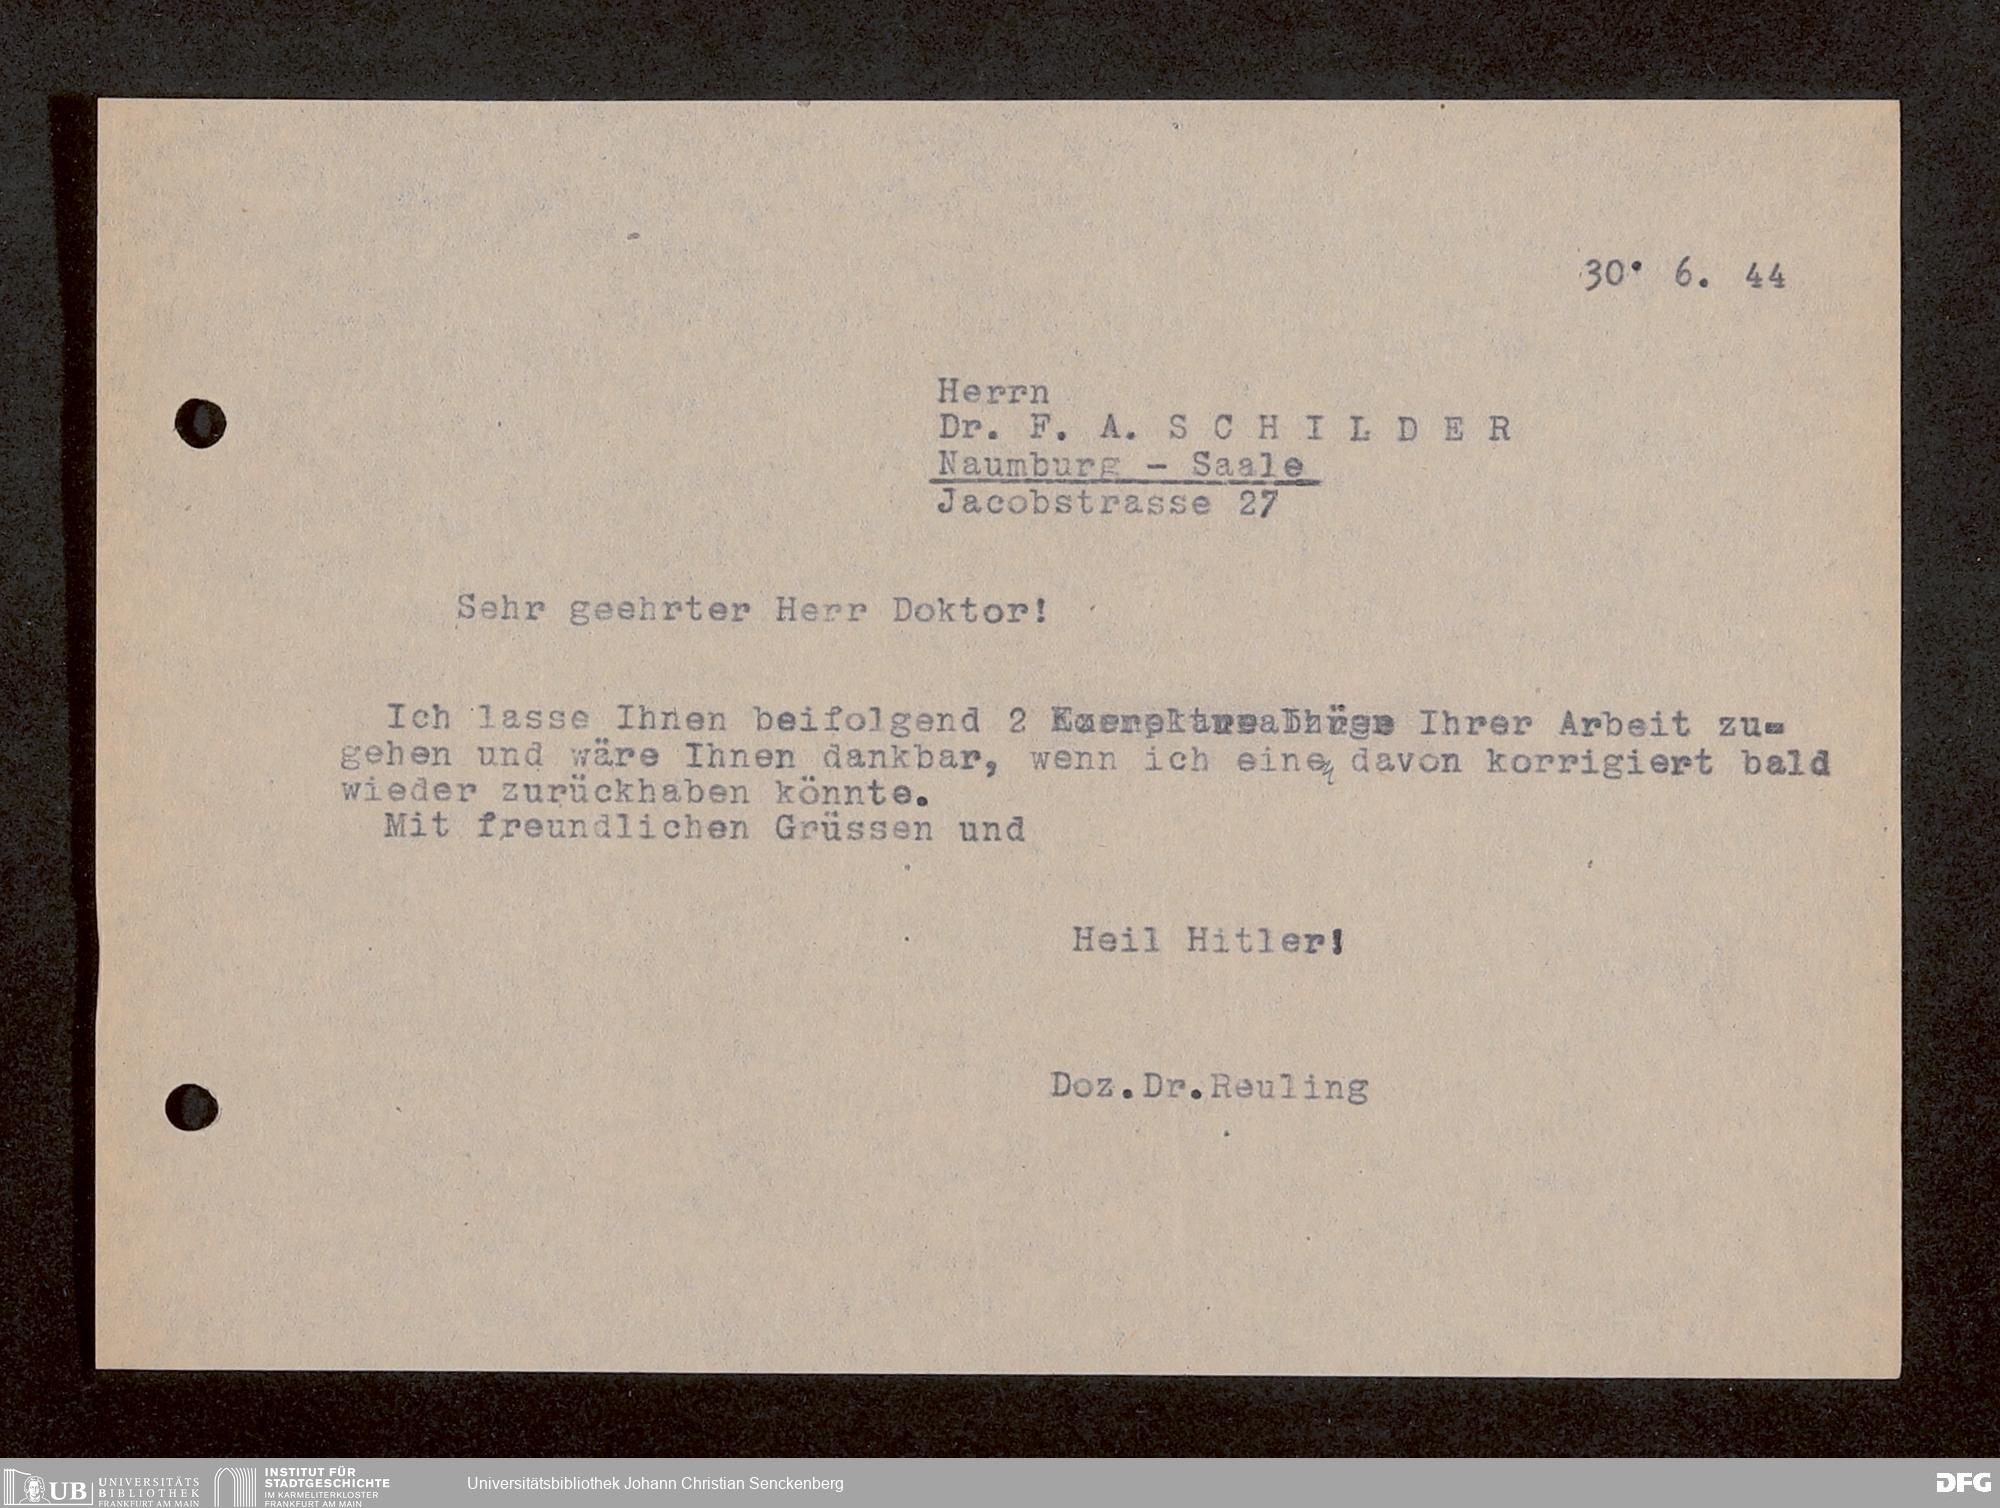 30. 6. 44
Herrn
Dr. F. A. S C H I L D E R
Naumburg - Saale
Jacobstrasse 27
Sehr geehrter Herr Doktor!
Ich lasse Ihnen beifolgend 2 Ihrer Arbeit zu-
gehen und wäre Ihnen dankbar, wenn ich einen davon korrigiert bald
wieder zurückhaben könnte.
Mit freundlichen Grüssen und
Heil Hitler!
Doz.Dr.Reuling
UB UNIVERSITÄTS
BIBLIOTHEK
FRANKFURT AM MAIN
INSTITUT FÜR
STADTGESCHICHTE
IM KARMELITERKLOSTER
FRANKFURT AM MAIN
Universitätsbibliothek Johann Christian Senckenberg
DFG